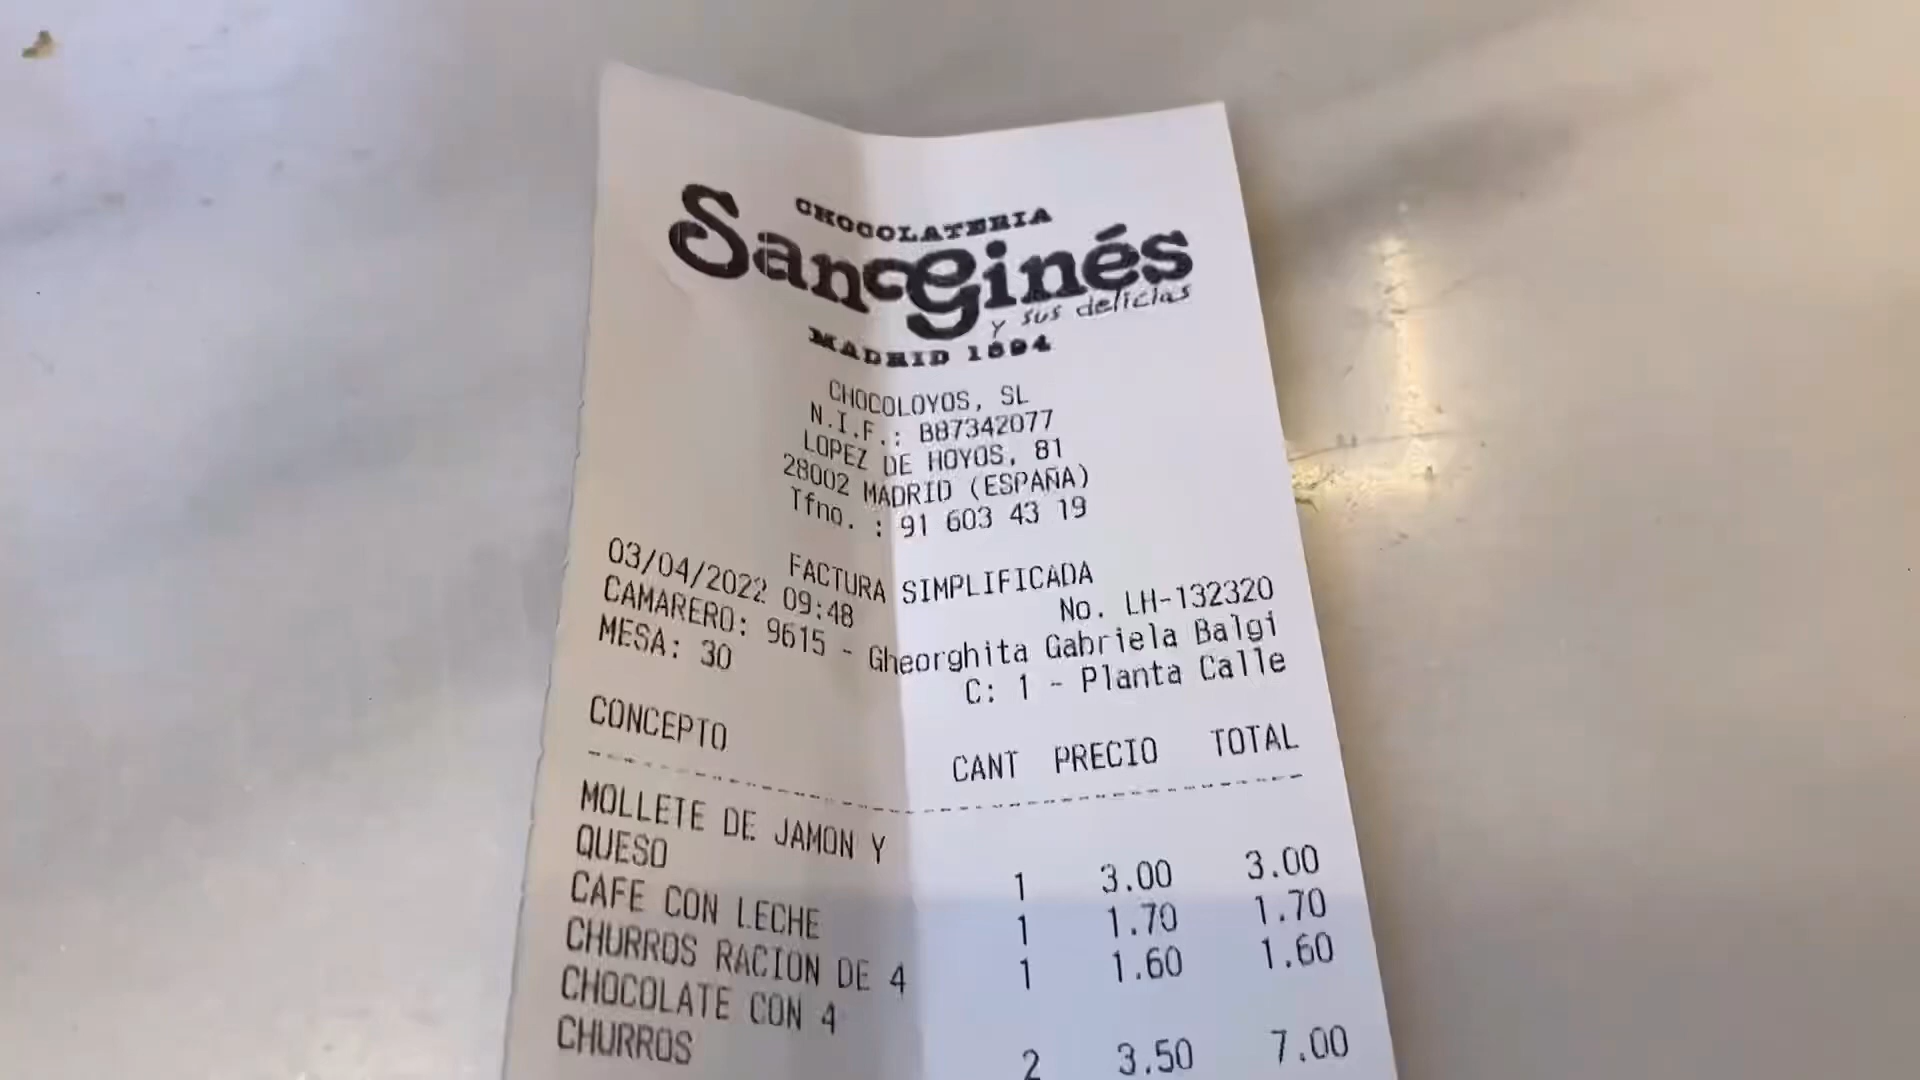 CHOCOLATERIA
San Ginés
y sus delicias
MADRID 1894
CHOCOLOYOS, SL
N.I.F.: B87342077
LOPEZ DE HOYOS, 81
28002 MADRID (ESPAÑA)
Tfno. : 91 603 43 19
FACTURA SIMPLIFICADA
03/04/2022 09:48 No. LH-132320
CAMARERO: 9615 - Gheorghita Gabriela Balgi
MESA: 30 C: 1 - Planta Calle
CONCEPTO CANT PRECIO TOTAL
MOLLETE DE JAMON Y
QUESO 1 3.00 3.00
CAFE CON LECHE 1 1.70 1.70
CHURROS RACION DE 4 1 1.60 1.60
CHOCOLATE CON 4
CHURROS 2 3.50 7.00